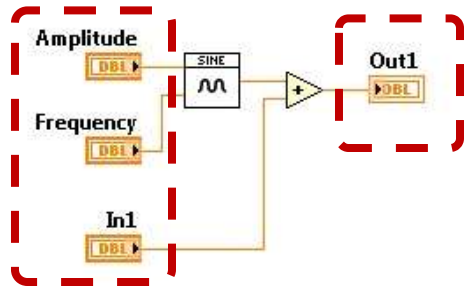 Amplitude
DBL
SINE
Out1
+
DBL
Frequency
DBL
In1
DBL